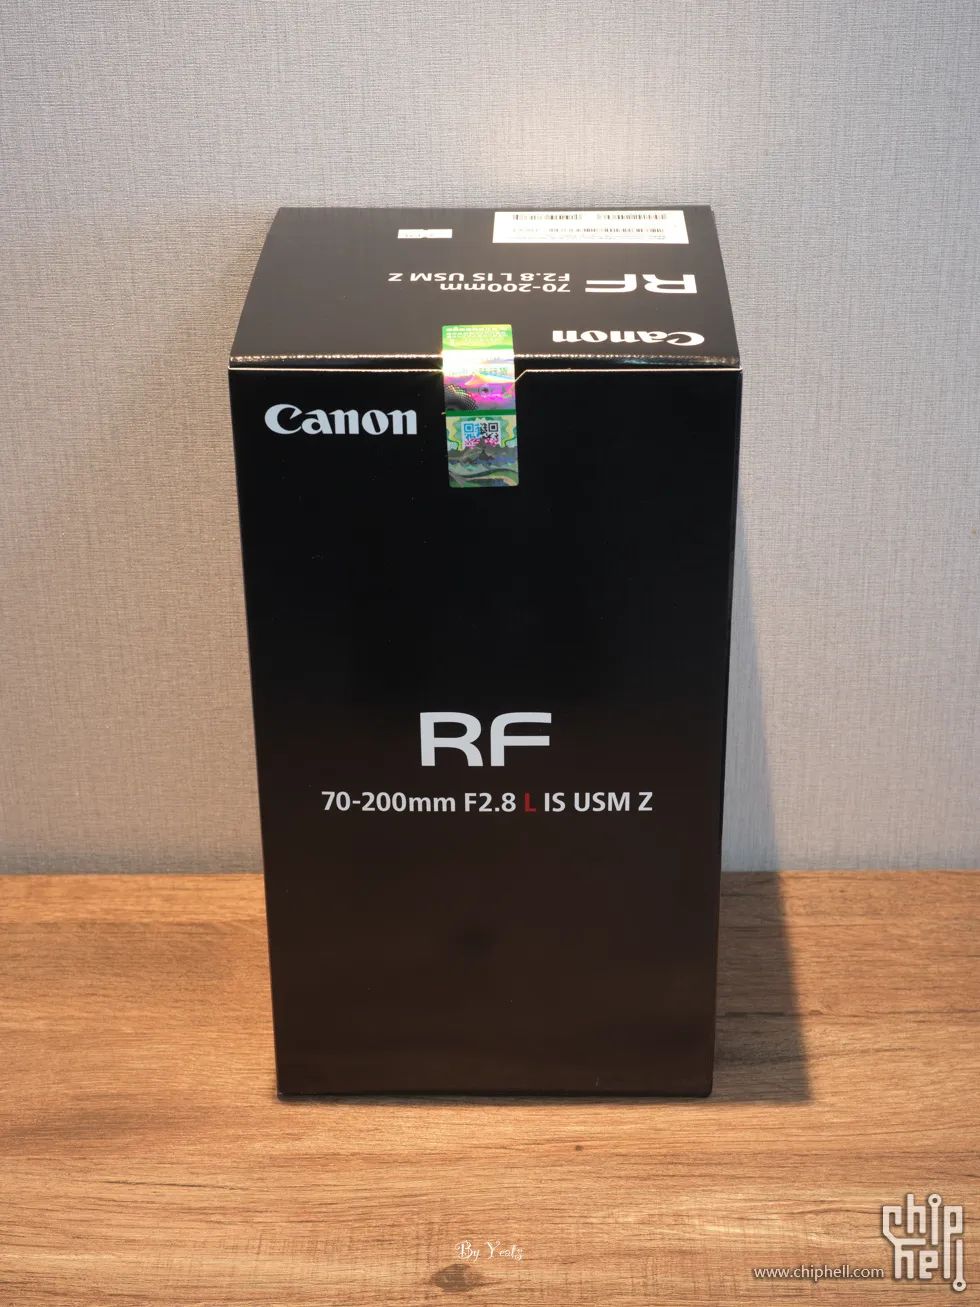 RF
70-200mm
F2.8 L IS USM Z
Canon
Canon
RF
70-200mm F2.8 L IS USM Z
By Yeatz
chip
hell
www.chiphell.com